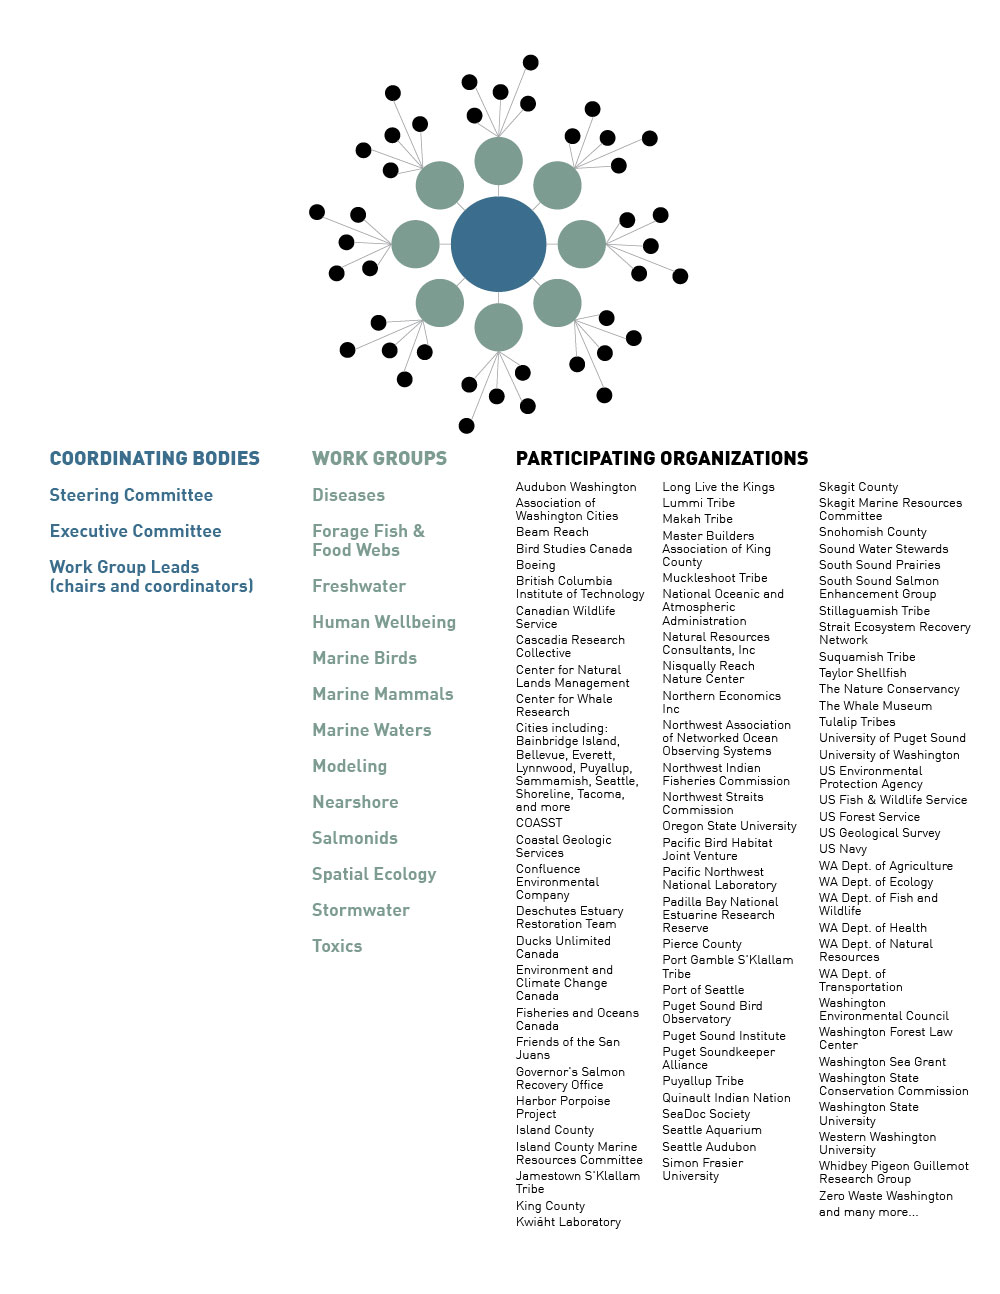 COORDINATING BODIES
Steering Committee
Executive Committee
Work Group Leads
(chairs and coordinators)
WORK GROUPS
Diseases
Forage Fish &
Food Webs
Freshwater
Human Wellbeing
Marine Birds
Marine Mammals
Marine Waters
Modeling
Nearshore
Salmonids
Spatial Ecology
Stormwater
Toxics
PARTICIPATING ORGANIZATIONS
Audubon Washington
Association of
Washington Cities
Beam Reach
Bird Studies Canada
Boeing
British Columbia
Institute of Technology
Canadian Wildlife
Service
Cascadia Research
Collective
Center for Natural
Lands Management
Center for Whale
Research
Cities including:
Bainbridge Island,
Bellevue, Everett,
Lynnwood, Puyallup,
Sammamish, Seattle,
Shoreline, Tacoma,
and more
COASST
Coastal Geologic
Services
Confluence
Environmental
Company
Deschutes Estuary
Restoration Team
Ducks Unlimited
Canada
Environment and
Climate Change
Canada
Fisheries and Oceans
Canada
Friends of the San
Juans
Governor's Salmon
Recovery Office
Harbor Porpoise
Project
Island County
Island County Marine
Resources Committee
Jamestown S'Klallam
Tribe
King County
Kwiáht Laboratory
Long Live the Kings
Lummi Tribe
Makah Tribe
Master Builders
Association of King
County
Muckleshoot Tribe
National Oceanic and
Atmospheric
Administration
Natural Resources
Consultants, Inc
Nisqually Reach
Nature Center
Northern Economics
Inc
Northwest Association
of Networked Ocean
Observing Systems
Northwest Indian
Fisheries Commission
Northwest Straits
Commission
Oregon State University
Pacific Bird Habitat
Joint Venture
Pacific Northwest
National Laboratory
Padilla Bay National
Estuarine Research
Reserve
Pierce County
Port Gamble S'Klallam
Tribe
Port of Seattle
Puget Sound Bird
Observatory
Puget Sound Institute
Puget Soundkeeper
Alliance
Puyallup Tribe
Quinault Indian Nation
SeaDoc Society
Seattle Aquarium
Seattle Audubon
Simon Frasier
University
Skagit County
Skagit Marine Resources
Committee
Snohomish County
Sound Water Stewards
South Sound Prairies
South Sound Salmon
Enhancement Group
Stillaguamish Tribe
Strait Ecosystem Recovery
Network
Suquamish Tribe
Taylor Shellfish
The Nature Conservancy
The Whale Museum
Tulalip Tribes
University of Puget Sound
University of Washington
US Environmental
Protection Agency
US Fish & Wildlife Service
US Forest Service
US Geological Survey
US Navy
WA Dept. of Agriculture
WA Dept. of Ecology
WA Dept. of Fish and
Wildlife
WA Dept. of Health
WA Dept. of Natural
Resources
WA Dept. of
Transportation
Washington
Environmental Council
Washington Forest Law
Center
Washington Sea Grant
Washington State
Conservation Commission
Washington State
University
Western Washington
University
Whidbey Pigeon Guillemot
Research Group
Zero Waste Washington
and many more...